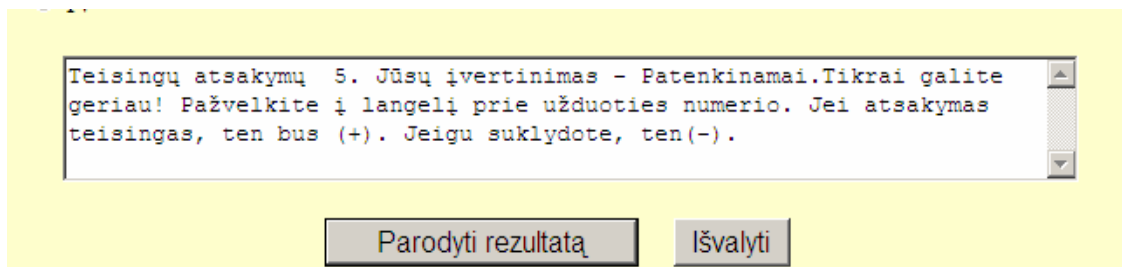 Teisingų atsakymų  5. Jūsų įvertinimas - Patenkinamai.Tikrai galite
geriau! Pažvelkite į langelį prie užduoties numerio. Jei atsakymas
teisingas, ten bus (+). Jeigu suklydote, ten(-).
Parodyti rezultatą Išvalyti